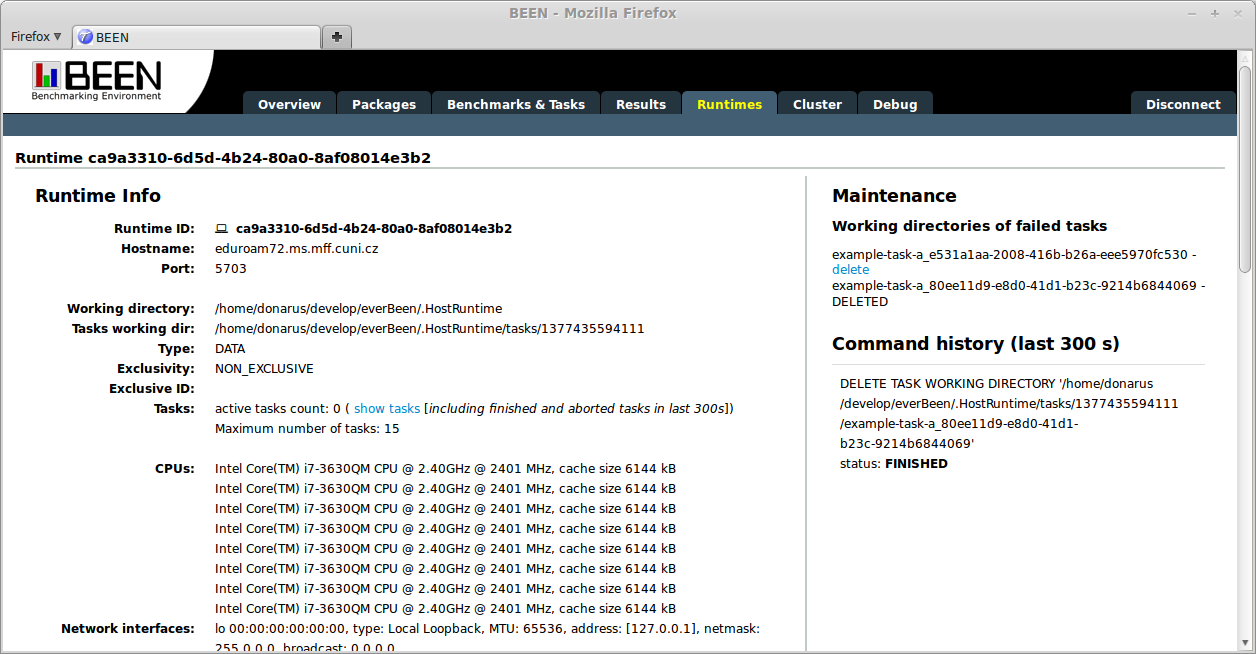 BEEN - Mozilla Firefox
Firefox
BEEN
BEEN
Benchmarking Environment
Overview Packages Benchmarks & Tasks Results Runtimes Cluster Debug Disconnect
Runtime ca9a3310-6d5d-4b24-80a0-8af08014e3b2
Runtime Info
Runtime ID: ca9a3310-6d5d-4b24-80a0-8af08014e3b2
Hostname: eduroam72.ms.mff.cuni.cz
Port: 5703
Working directory: /home/donarus/develop/everBeen/.HostRuntime
Tasks working dir: /home/donarus/develop/everBeen/.HostRuntime/tasks/1377435594111
Type: DATA
Exclusivity: NON_EXCLUSIVE
Exclusive ID:
Tasks: active tasks count: 0 ( show tasks [including finished and aborted tasks in last 300s])
Maximum number of tasks: 15
CPUs: Intel Core(TM) i7-3630QM CPU @ 2.40GHz @ 2401 MHz, cache size 6144 kB
Intel Core(TM) i7-3630QM CPU @ 2.40GHz @ 2401 MHz, cache size 6144 kB
Intel Core(TM) i7-3630QM CPU @ 2.40GHz @ 2401 MHz, cache size 6144 kB
Intel Core(TM) i7-3630QM CPU @ 2.40GHz @ 2401 MHz, cache size 6144 kB
Intel Core(TM) i7-3630QM CPU @ 2.40GHz @ 2401 MHz, cache size 6144 kB
Intel Core(TM) i7-3630QM CPU @ 2.40GHz @ 2401 MHz, cache size 6144 kB
Intel Core(TM) i7-3630QM CPU @ 2.40GHz @ 2401 MHz, cache size 6144 kB
Intel Core(TM) i7-3630QM CPU @ 2.40GHz @ 2401 MHz, cache size 6144 kB
Network interfaces: lo 00:00:00:00:00:00, type: Local Loopback, MTU: 65536, address: [127.0.0.1], netmask:
255.0.0.0, broadcast: 0.0.0.0
Maintenance
Working directories of failed tasks
example-task-a_e531a1aa-2008-416b-b26a-eee5970fc530 -
delete
example-task-a_80ee11d9-e8d0-41d1-b23c-9214b6844069 -
DELETED
Command history (last 300 s)
DELETE TASK WORKING DIRECTORY '/home/donarus
/develop/everBeen/.HostRuntime/tasks/1377435594111
/example-task-a_80ee11d9-e8d0-41d1-
b23c-9214b6844069'
status: FINISHED